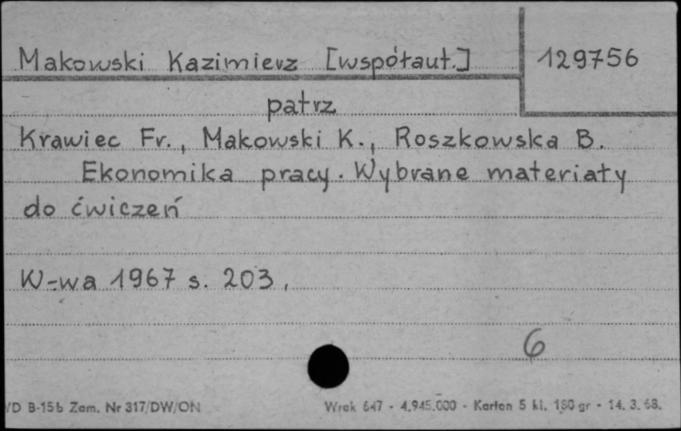 Makowski Kazimierz [współaut.] 129756
patrz
Krawiec Fr., Makowski K., Roszkowska B.
Ekonomika pracy. Wybrane materiały
do ćwiczeń
W-wa 1967 s. 203,
6
/D B-15b Zam. Nr 317/DW/ON Wrak 647 - 4.945.000 - Karton 5 kl. 180 gr - 14. 3. 68.